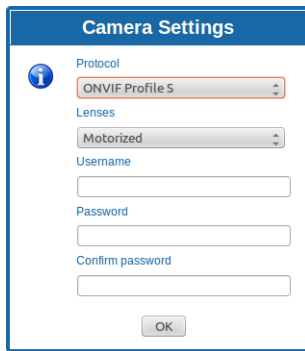 Camera Settings
Protocol
ONVIF Profile S
Lenses
Motorized
Username
Password
Confirm password
OK